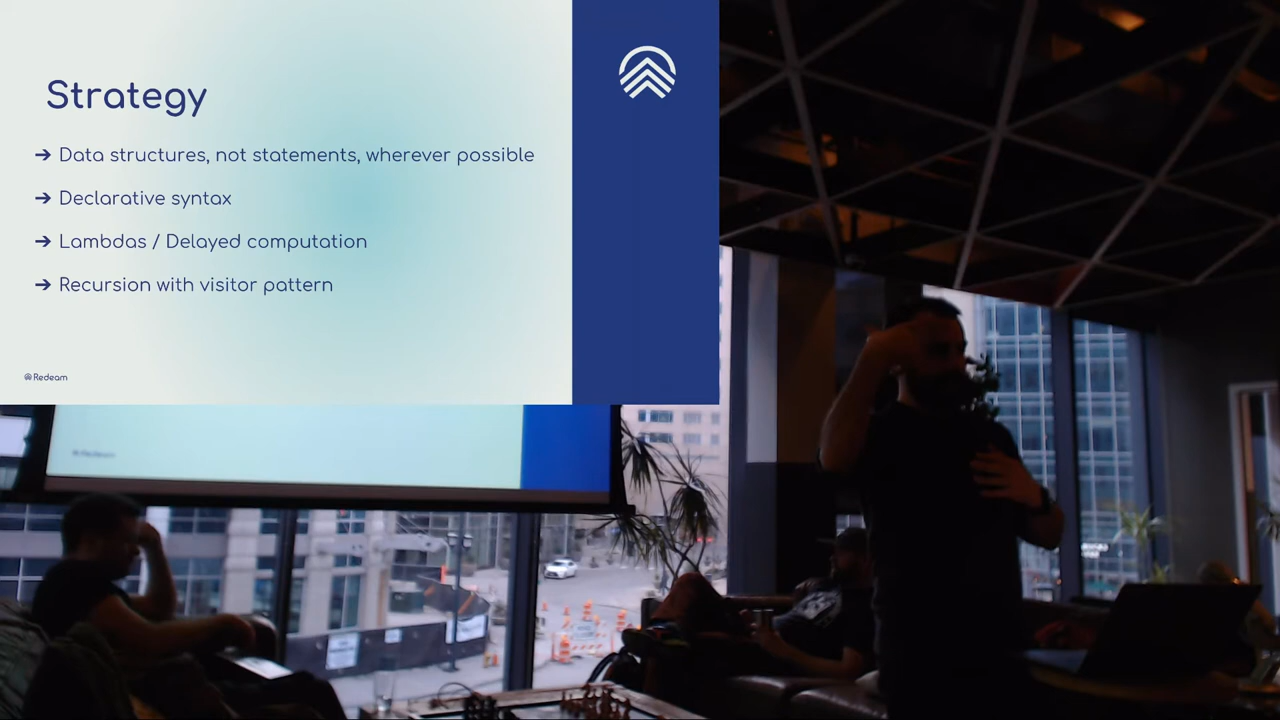 Strategy
➔ Data structures, not statements, wherever possible
➔ Declarative syntax
➔ Lambdas / Delayed computation
➔ Recursion with visitor pattern
Redeam